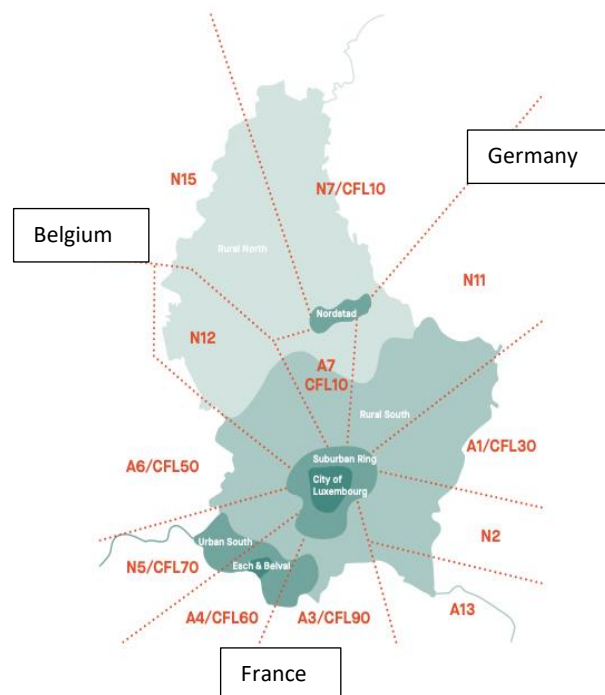 Germany
N15
N7/CFL10
Belgium
Rural North
N11
Nordstad
N12
A7
CFL10
Rural South
A1/CFL30
Suburban Ring
A6/CFL50
City of
Luxembourg
N2
Urban South
N5/CFL70
Esch & Belval
A4/CFL60
A3/CFL90
A13
France